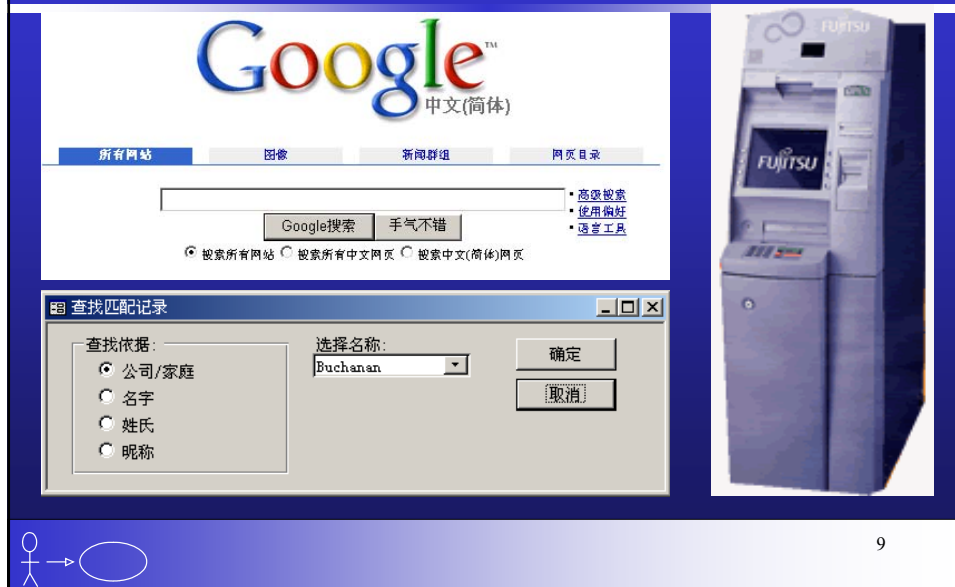 Google™
中文(简体)
所有网站 图像 新闻群组 网页目录
▪ 高级搜索
▪ 使用偏好
▪ 语言工具
Google搜索 手气不错
搜索所有网站 搜索所有中文网页 搜索中文(简体)网页
查找匹配记录
查找依据:
公司/家庭
名字
姓氏
昵称
选择名称:
Buchanan
确定
取消
FUJITSU
FUJITSU
9